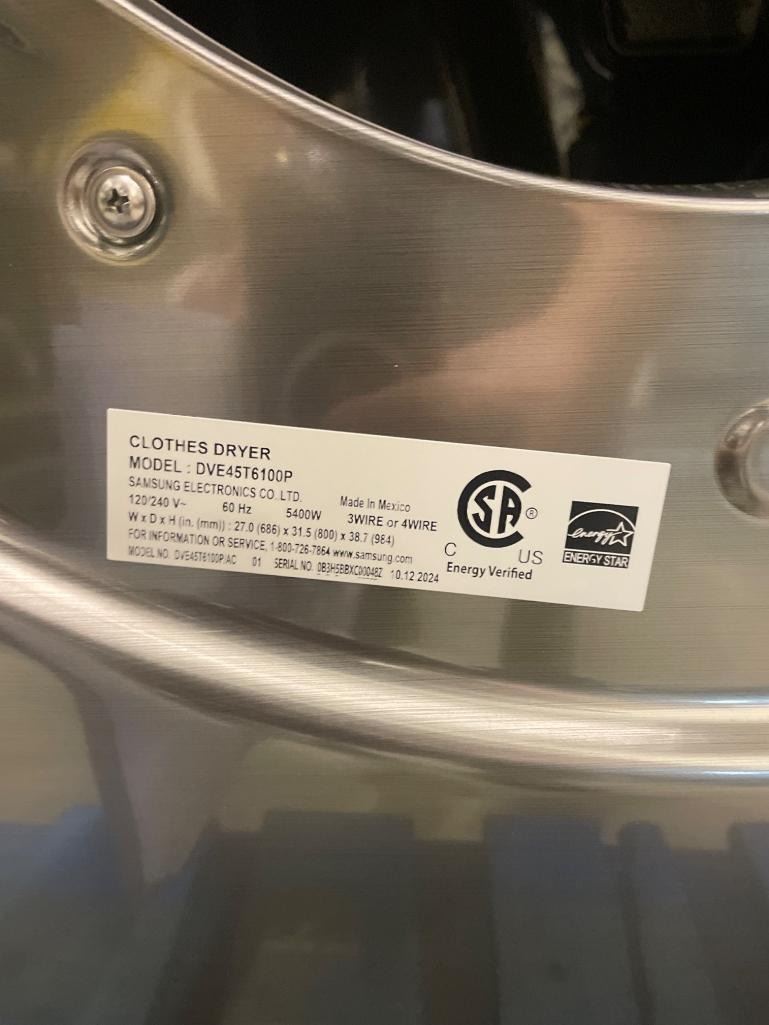 CLOTHES DRYER
MODEL : DVE45T6100P
SAMSUNG ELECTRONICS CO. LTD.
120/240 V~ 60 Hz 5400W
Made In Mexico
3WIRE or 4WIRE
W x D x H (in. (mm)) : 27.0 (686) x 31.5 (800) x 38.7 (984)
FOR INFORMATION OR SERVICE, 1-800-726-7864 www.samsung.com
MODEL NO. DVE45T6100P/AC 01 SERIAL NO. 0B3H5BBXC00048Z 10.12.2024
SA ®
C US
Energy Verified
energy
ENERGY STAR